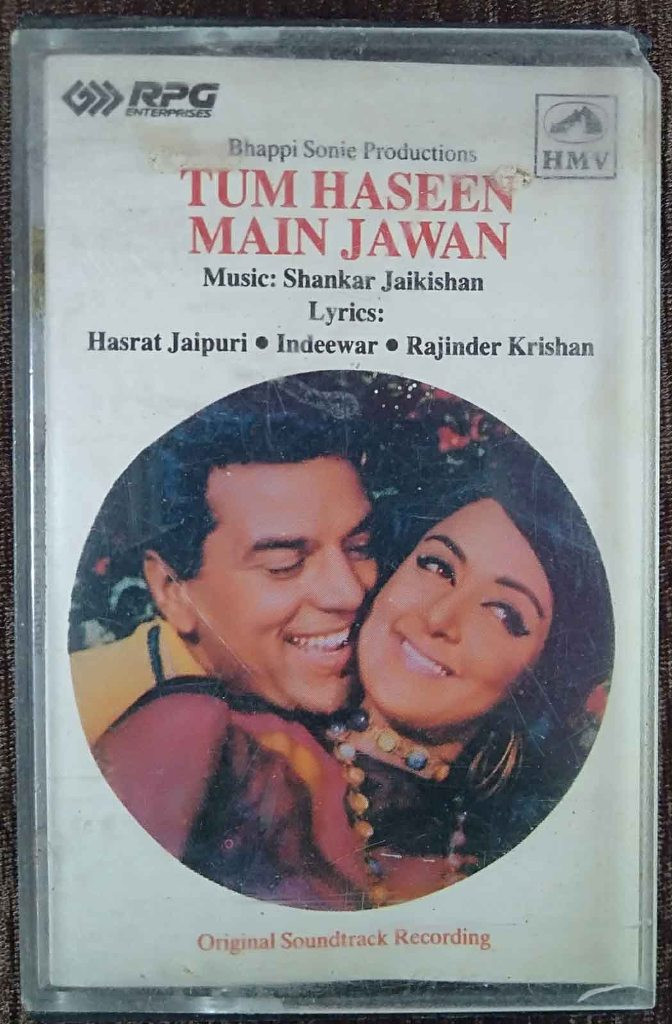 RPG
ENTERPRISES
HMV
Bhappi Sonie Productions
TUM HASEEN
MAIN JAWAN
Music: Shankar Jaikishan
Lyrics:
Hasrat Jaipuri ● Indeewar ● Rajinder Krishan
Original Soundtrack Recording